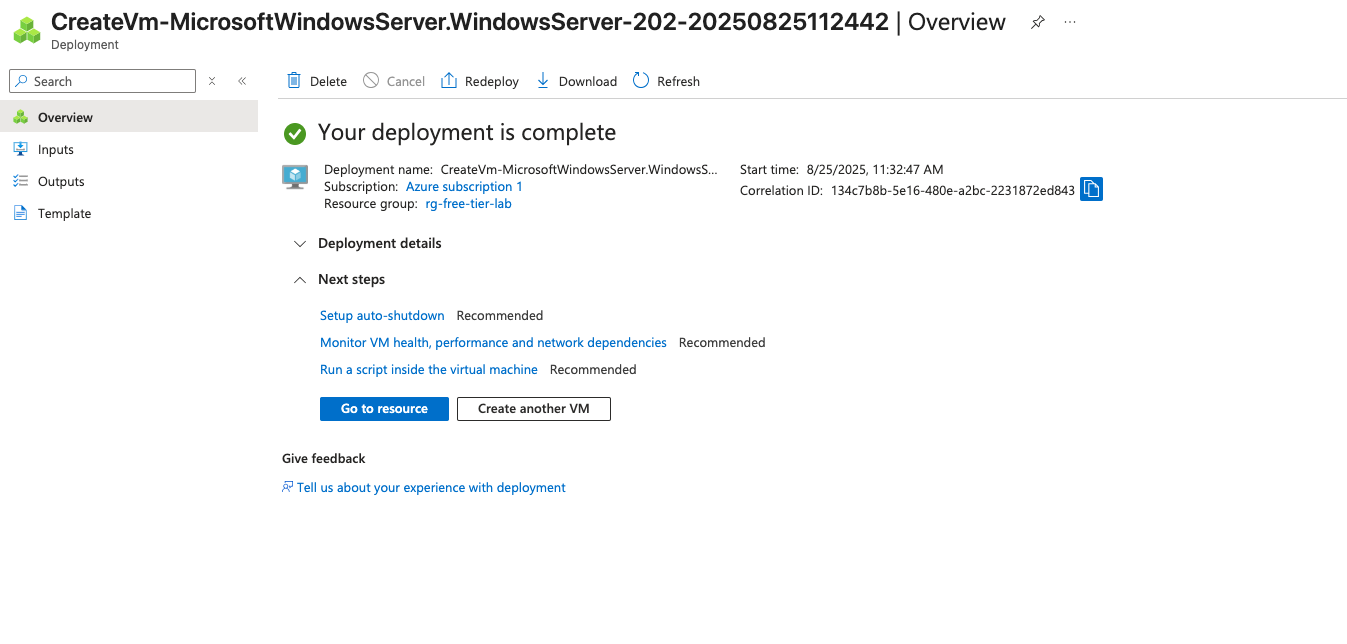 CreateVm-MicrosoftWindowsServer.WindowsServer-202-20250825112442 | Overview
Deployment
Search
Delete Cancel Redeploy Download Refresh
Overview
Inputs
Outputs
Template
Your deployment is complete
Deployment name: CreateVm-MicrosoftWindowsServer.WindowsS...
Subscription: Azure subscription 1
Resource group: rg-free-tier-lab
Start time: 8/25/2025, 11:32:47 AM
Correlation ID: 134c7b8b-5e16-480e-a2bc-2231872ed843
Deployment details
Next steps
Setup auto-shutdown Recommended
Monitor VM health, performance and network dependencies Recommended
Run a script inside the virtual machine Recommended
Go to resource Create another VM
Give feedback
Tell us about your experience with deployment